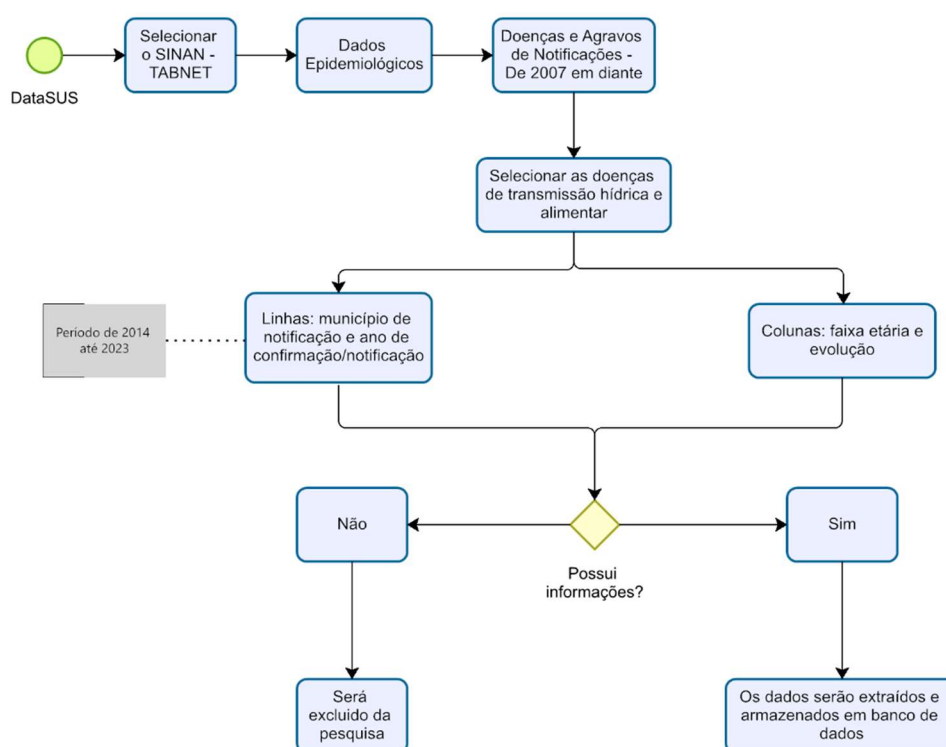 DataSUS
Selecionar
o SINAN -
TABNET
Dados
Epidemiológicos
Doenças e Agravos
de Notificações -
De 2007 em diante
Selecionar as doenças
de transmissão hídrica e
alimentar
Período de 2014
até 2023
Linhas: município de
notificação e ano de
confirmação/notificação
Colunas: faixa etária e
evolução
Não
Possui
informações?
Sim
Será
excluido da
pesquisa
Os dados serão extraídos e
armazenados em banco de
dados